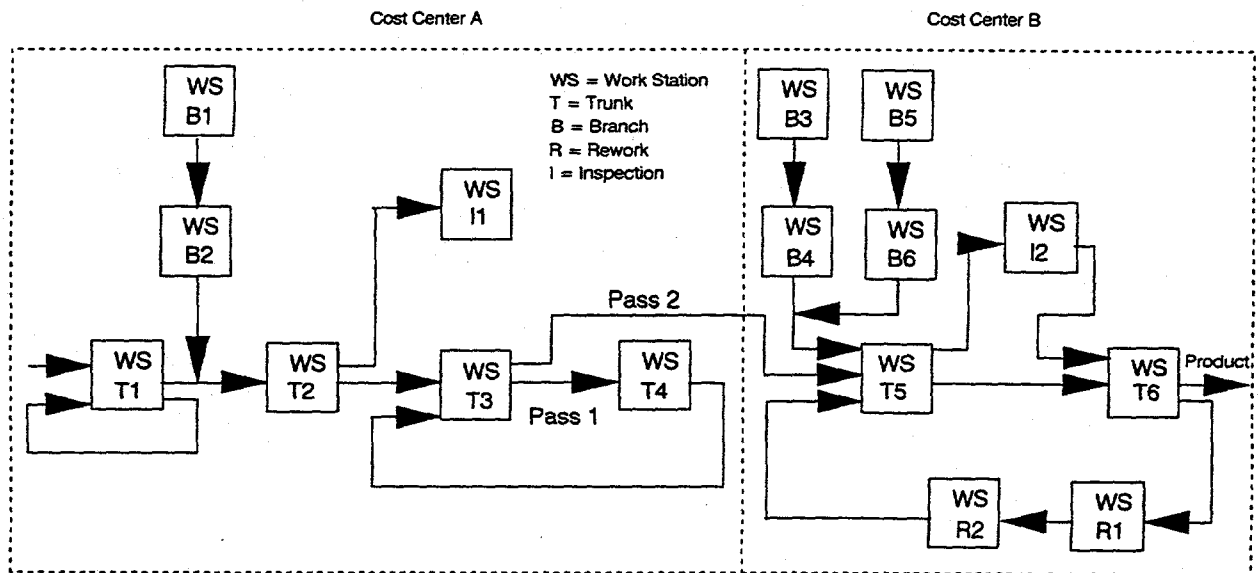 Cost Center A
Cost Center B
WS
B1
WS = Work Station
T = Trunk
B = Branch
R = Rework
I = Inspection
WS
B3
WS
B5
WS
B2
WS
I1
WS
B4
WS
B6
WS
I2
Pass 2
WS
T1
WS
T2
WS
T3
Pass 1
WS
T4
WS
T5
WS
T6
Product
WS
R2
WS
R1